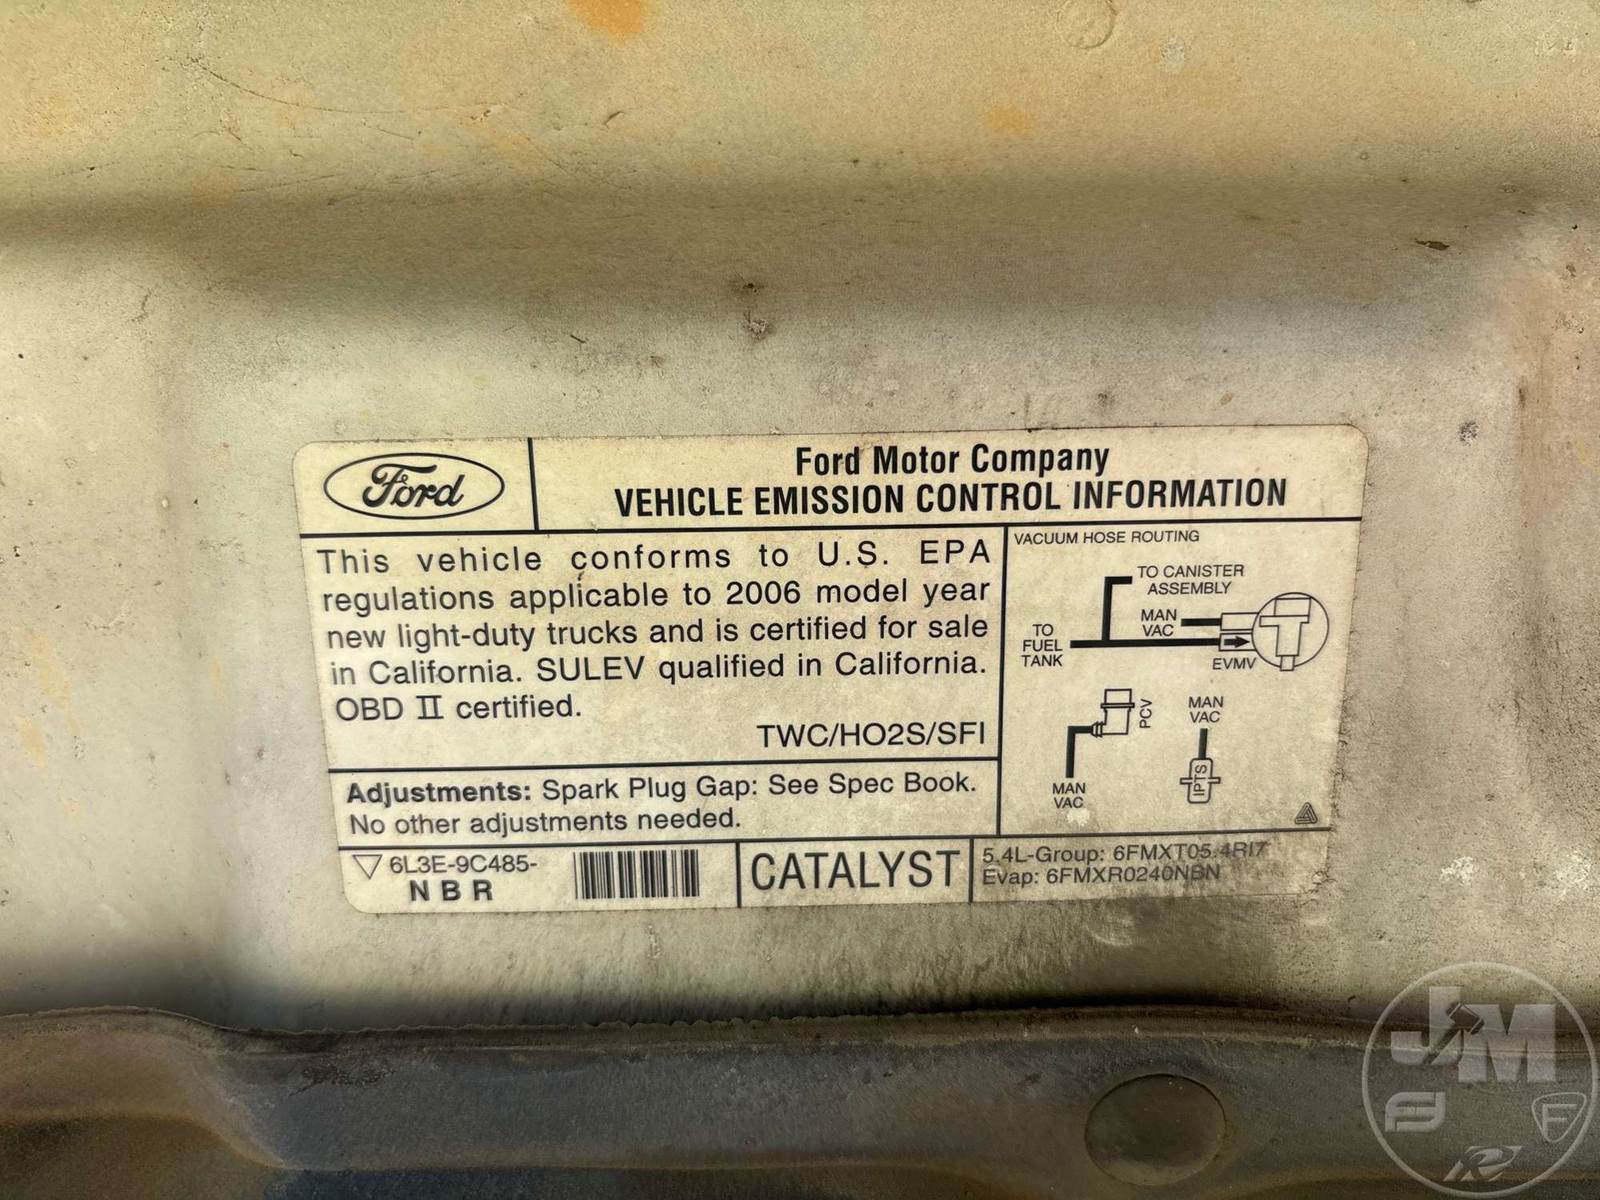 Ford
Ford Motor Company
VEHICLE EMISSION CONTROL INFORMATION
This vehicle conforms to U.S. EPA
regulations applicable to 2006 model year
new light-duty trucks and is certified for sale
in California. SULEV qualified in California.
OBD II certified.
TWC/HO2S/SFI
Adjustments: Spark Plug Gap: See Spec Book.
No other adjustments needed.
VACUUM HOSE ROUTING
TO CANISTER
ASSEMBLY
MAN
VAC
TO
FUEL
TANK
EVMV
PCV
MAN
VAC
MAN
VAC
IPTS
6L3E-9C485-
NBR
CATALYST
5.4L-Group: 6FMXT05.4RI7
Evap: 6FMXR0240NBN
JM